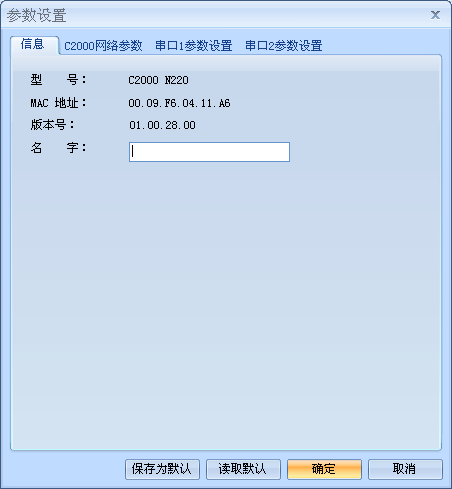 参数设置
信息 C2000网络参数 串口1参数设置 串口2参数设置
型 号： C2000 N220
MAC 地址： 00.09.F6.04.11.A6
版本号： 01.00.28.00
名 字：
保存为默认 读取默认 确定 取消